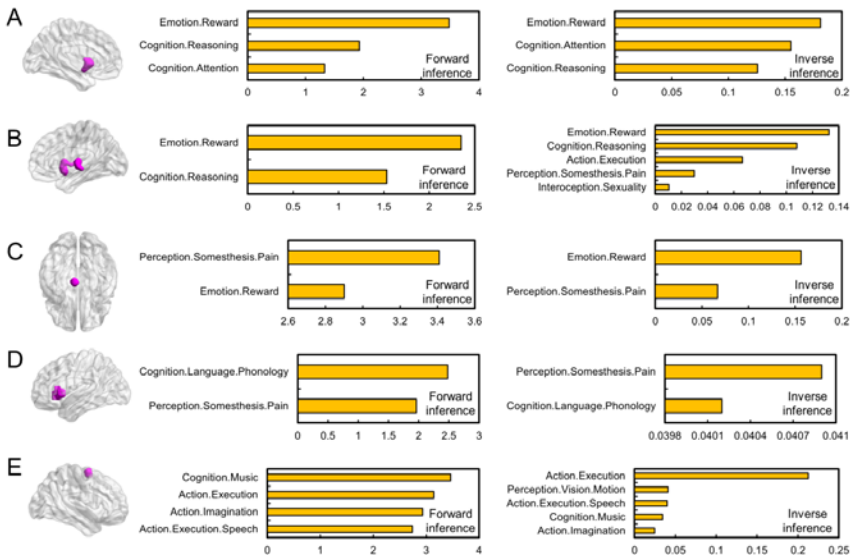 A
Emotion.Reward
Cognition.Reasoning
Cognition.Attention
Forward
inference
0 1 2 3 4
Emotion.Reward
Cognition.Attention
Cognition.Reasoning
Inverse
inference
0 0.05 0.1 0.15 0.2
B
Emotion.Reward
Cognition.Reasoning
Forward
inference
0 0.5 1 1.5 2 2.5
Emotion.Reward
Cognition.Reasoning
Action.Execution
Perception.Somesthesis.Pain
Interoception.Sexuality
Inverse
inference
0 0.02 0.04 0.06 0.08 0.1 0.12 0.14
C
Perception.Somesthesis.Pain
Emotion.Reward
Forward
inference
2.6 2.8 3 3.2 3.4 3.6
Emotion.Reward
Perception.Somesthesis.Pain
Inverse
inference
0 0.05 0.1 0.15 0.2
D
Cognition.Language.Phonology
Perception.Somesthesis.Pain
Forward
inference
0 0.5 1 1.5 2 2.5 3
Perception.Somesthesis.Pain
Cognition.Language.Phonology
Inverse
inference
0.0398 0.0401 0.0404 0.0407 0.041
E
Cognition.Music
Action.Execution
Action.Imagination
Action.Execution.Speech
Forward
inference
0 1 2 3 4
Action.Execution
Perception.Vision.Motion
Action.Execution.Speech
Cognition.Music
Action.Imagination
Inverse
inference
0 0.05 0.1 0.15 0.2 0.25